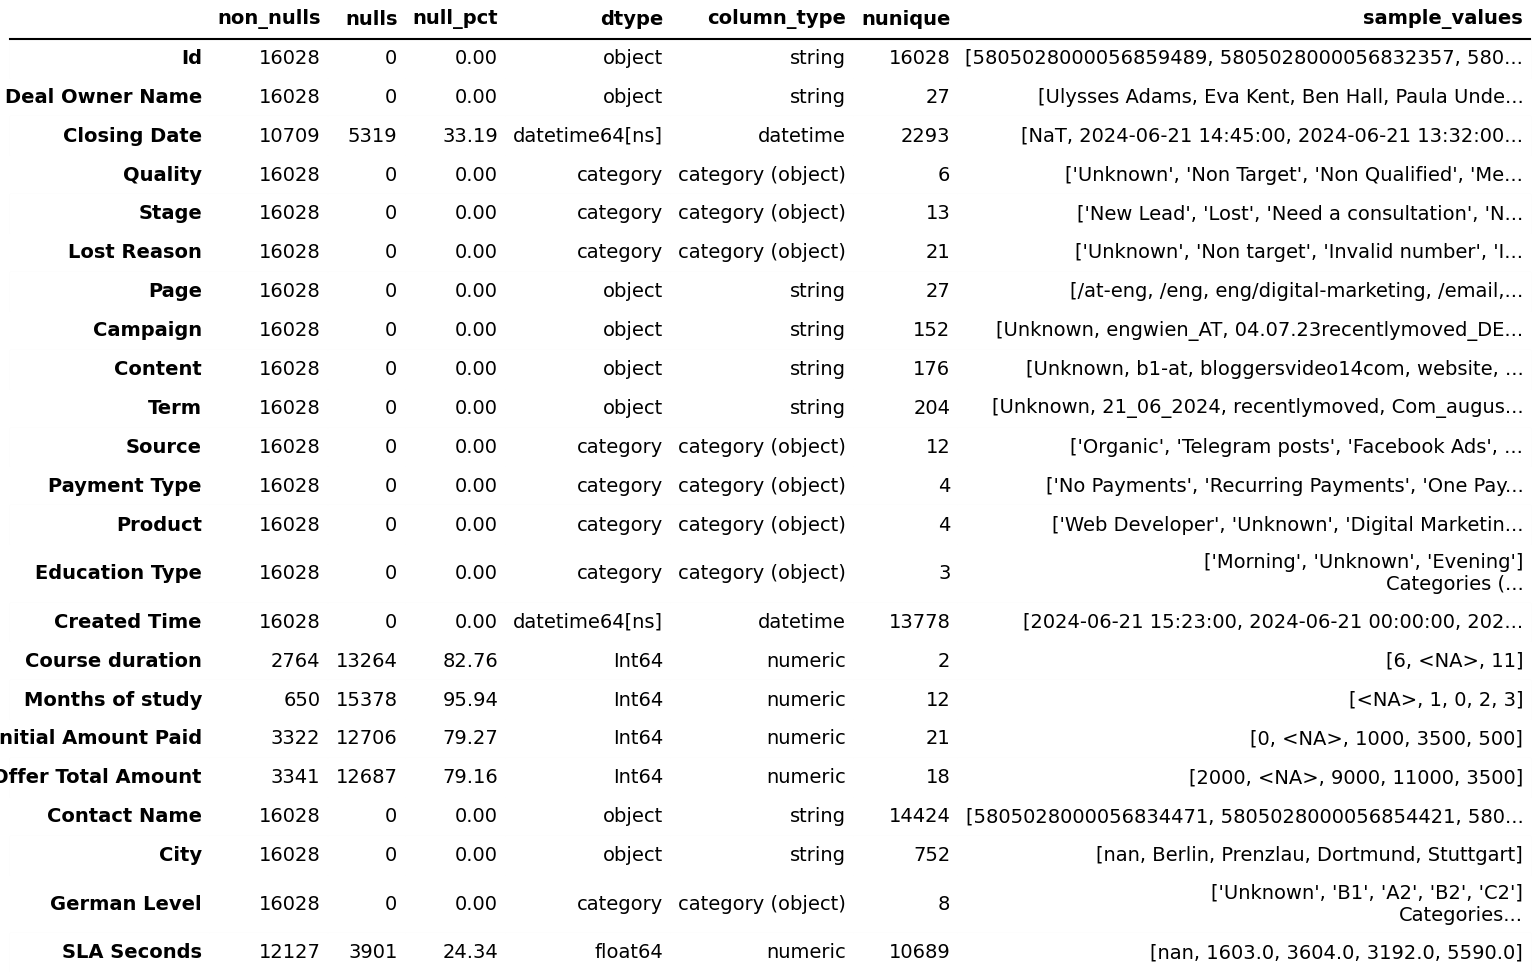 non_nulls nulls null_pct dtype column_type nunique sample_values
Id 16028 0 0.00 object string 16028 [5805028000056859489, 5805028000056832357, 580...
Deal Owner Name 16028 0 0.00 object string 27 [Ulysses Adams, Eva Kent, Ben Hall, Paula Unde...
Closing Date 10709 5319 33.19 datetime64[ns] datetime 2293 [NaT, 2024-06-21 14:45:00, 2024-06-21 13:32:00...
Quality 16028 0 0.00 category category (object) 6 ['Unknown', 'Non Target', 'Non Qualified', 'Me...
Stage 16028 0 0.00 category category (object) 13 ['New Lead', 'Lost', 'Need a consultation', 'N...
Lost Reason 16028 0 0.00 category category (object) 21 ['Unknown', 'Non target', 'Invalid number', 'I...
Page 16028 0 0.00 object string 27 [/at-eng, /eng, eng/digital-marketing, /email,...
Campaign 16028 0 0.00 object string 152 [Unknown, engwien_AT, 04.07.23recentlymoved_DE...
Content 16028 0 0.00 object string 176 [Unknown, b1-at, bloggersvideo14com, website, ...
Term 16028 0 0.00 object string 204 [Unknown, 21_06_2024, recentlymoved, Com_augus...
Source 16028 0 0.00 category category (object) 12 ['Organic', 'Telegram posts', 'Facebook Ads', ...
Payment Type 16028 0 0.00 category category (object) 4 ['No Payments', 'Recurring Payments', 'One Pay...
Product 16028 0 0.00 category category (object) 4 ['Web Developer', 'Unknown', 'Digital Marketin...
Education Type 16028 0 0.00 category category (object) 3 ['Morning', 'Unknown', 'Evening']
Categories (...
Created Time 16028 0 0.00 datetime64[ns] datetime 13778 [2024-06-21 15:23:00, 2024-06-21 00:00:00, 202...
Course duration 2764 13264 82.76 Int64 numeric 2 [6, <NA>, 11]
Months of study 650 15378 95.94 Int64 numeric 12 [<NA>, 1, 0, 2, 3]
nitial Amount Paid 3322 12706 79.27 Int64 numeric 21 [0, <NA>, 1000, 3500, 500]
Offer Total Amount 3341 12687 79.16 Int64 numeric 18 [2000, <NA>, 9000, 11000, 3500]
Contact Name 16028 0 0.00 object string 14424 [5805028000056834471, 5805028000056854421, 580...
City 16028 0 0.00 object string 752 [nan, Berlin, Prenzlau, Dortmund, Stuttgart]
German Level 16028 0 0.00 category category (object) 8 ['Unknown', 'B1', 'A2', 'B2', 'C2']
Categories...
SLA Seconds 12127 3901 24.34 float64 numeric 10689 [nan, 1603.0, 3604.0, 3192.0, 5590.0]